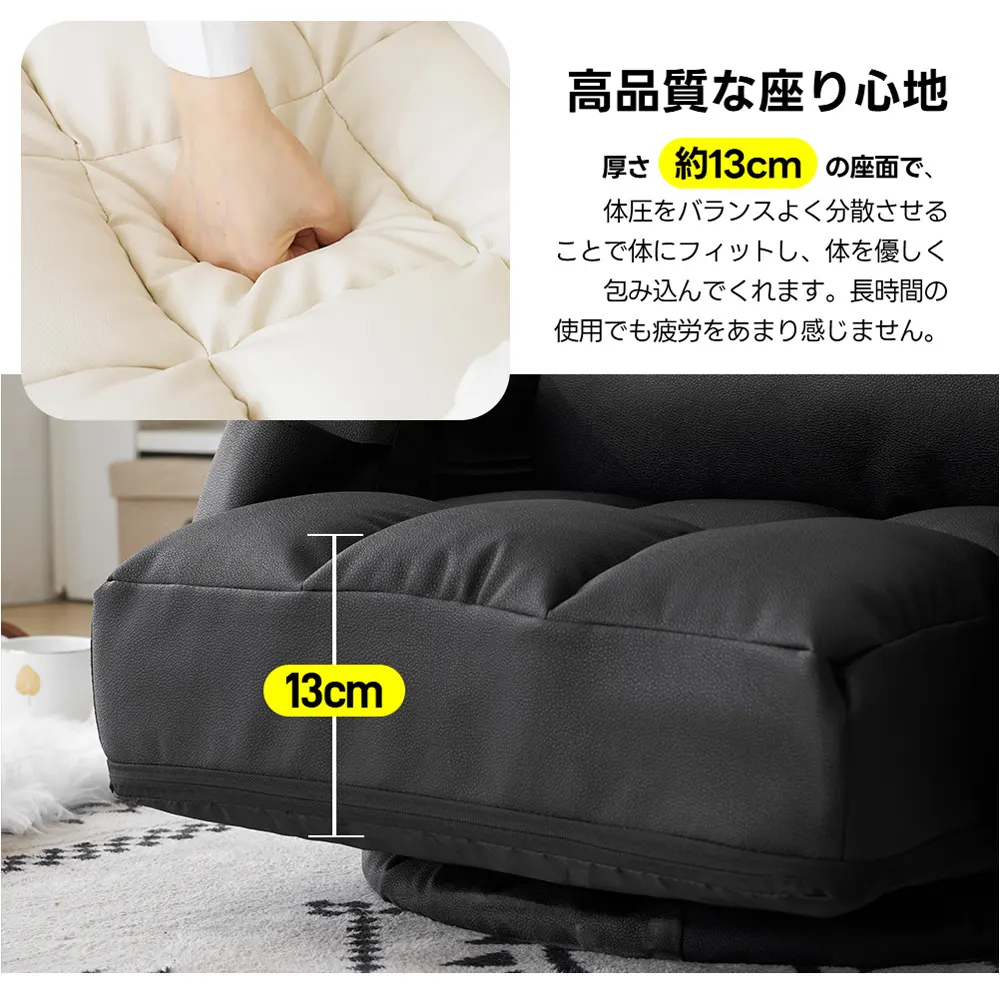 高品質な座り心地
厚さ 約13cm の座面で、
体圧をバランスよく分散させる
ことで体にフィットし、体を優しく
包み込んでくれます。長時間の
使用でも疲労をあまり感じません。
13cm